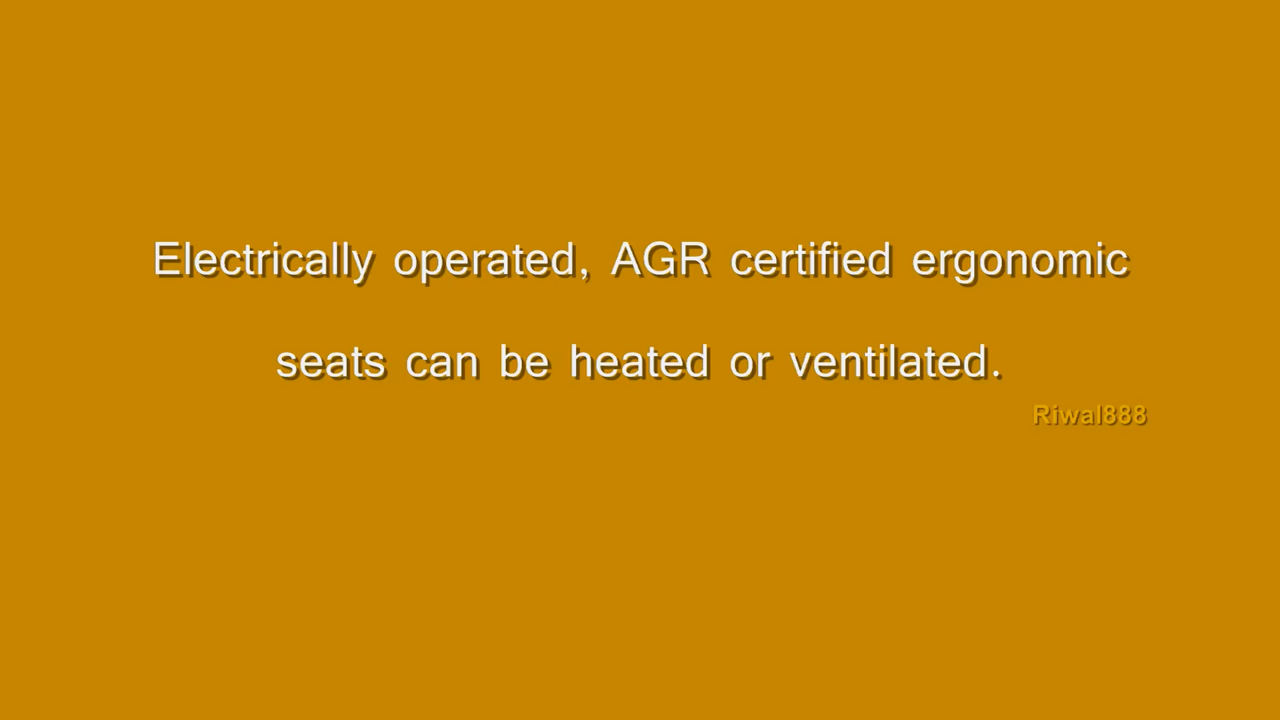 Electrically operated, AGR certified ergonomic
seats can be heated or ventilated.
Riwal888